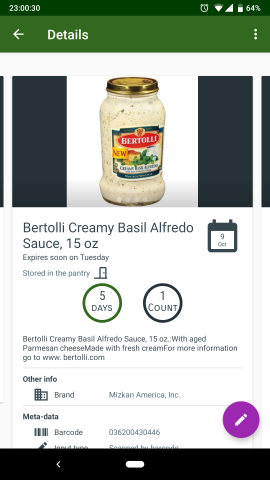 23:00:30
64%
Details
BERTOLLI
NEW
CREAMY BASIL ALFREDO
Bertolli Creamy Basil Alfredo
Sauce, 15 oz
9
Oct
Expires soon on Tuesday
Stored in the pantry
5
DAYS
1
COUNT
Bertolli Creamy Basil Alfredo Sauce, 15 oz.:With aged
Parmesan cheeseMade with fresh creamFor more information
go to www. bertolli.com
Other info
Brand Mizkan America, Inc.
Meta-data
Barcode 036200430446
Input type Scanned by barcode